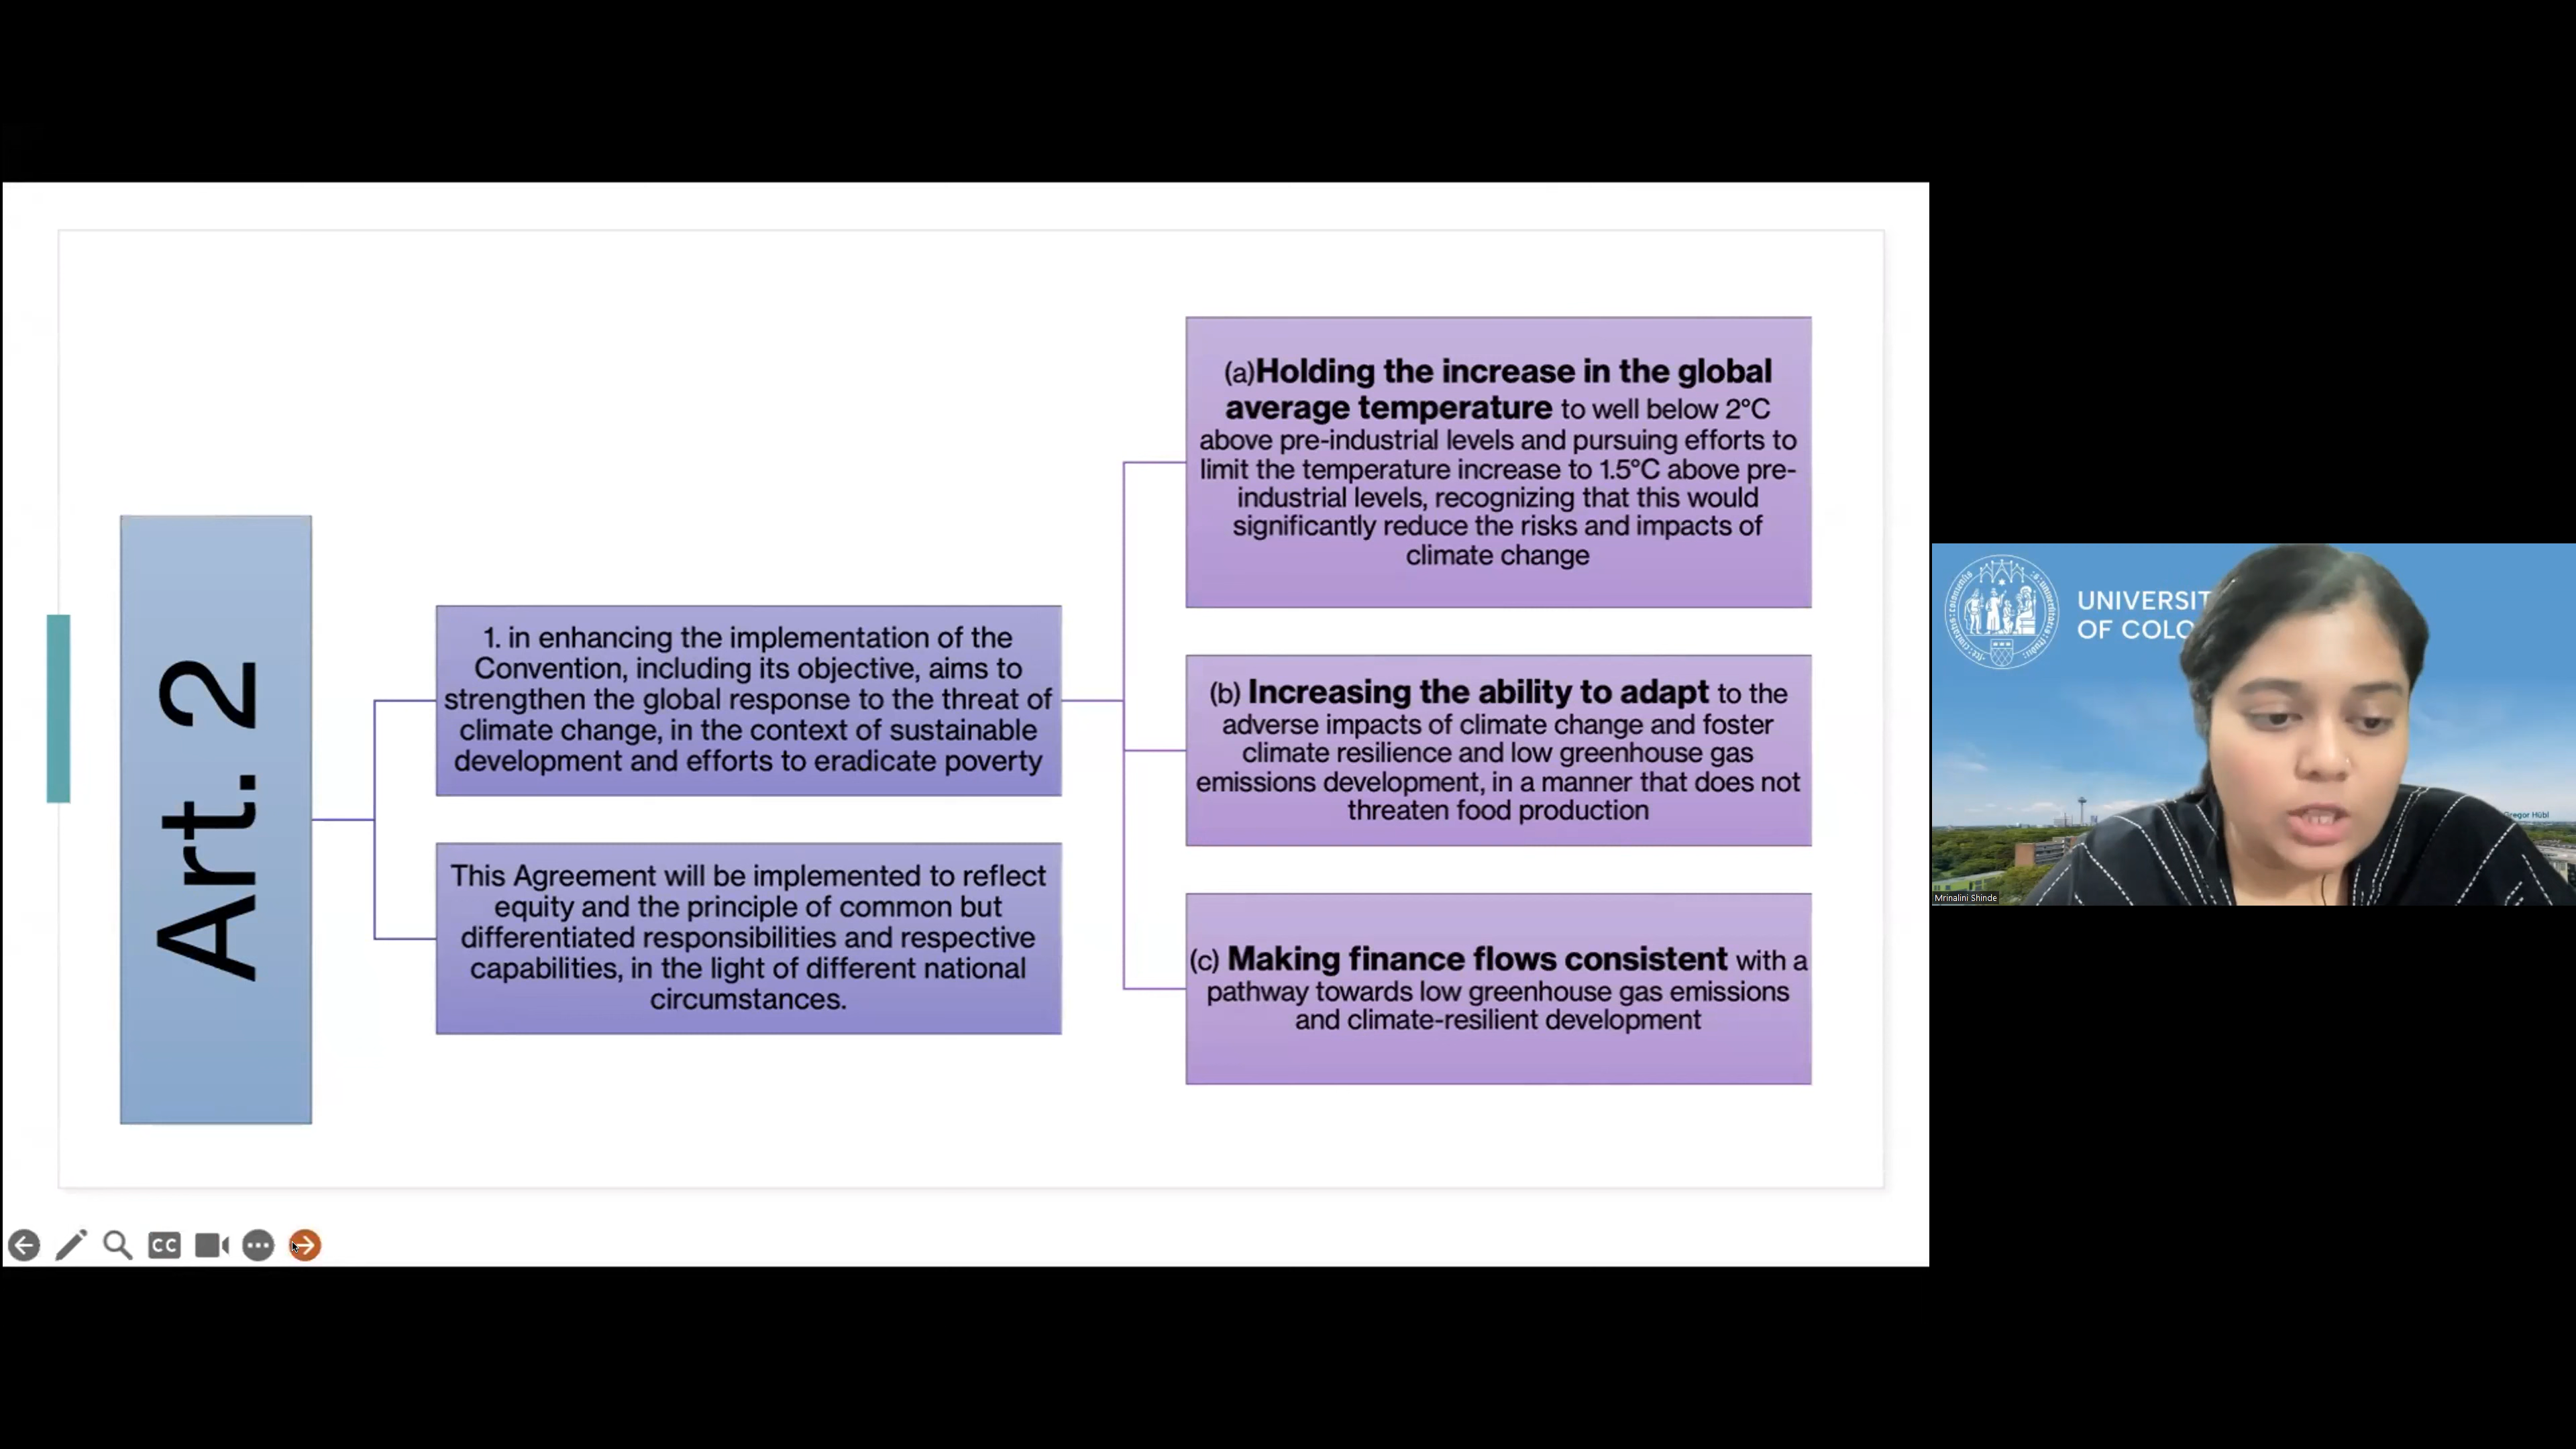 Art. 2
1. in enhancing the implementation of the
Convention, including its objective, aims to
strengthen the global response to the threat of
climate change, in the context of sustainable
development and efforts to eradicate poverty
This Agreement will be implemented to reflect
equity and the principle of common but
differentiated responsibilities and respective
capabilities, in the light of different national
circumstances.
(a)Holding the increase in the global
average temperature to well below 2°C
above pre-industrial levels and pursuing efforts to
limit the temperature increase to 1.5°C above pre-
industrial levels, recognizing that this would
significantly reduce the risks and impacts of
climate change
(b) Increasing the ability to adapt to the
adverse impacts of climate change and foster
climate resilience and low greenhouse gas
emissions development, in a manner that does not
threaten food production
(c) Making finance flows consistent with a
pathway towards low greenhouse gas emissions
and climate-resilient development
CC
UNIVERSIT
OF COLO
Gregor Hübl
Mrinalini Shinde